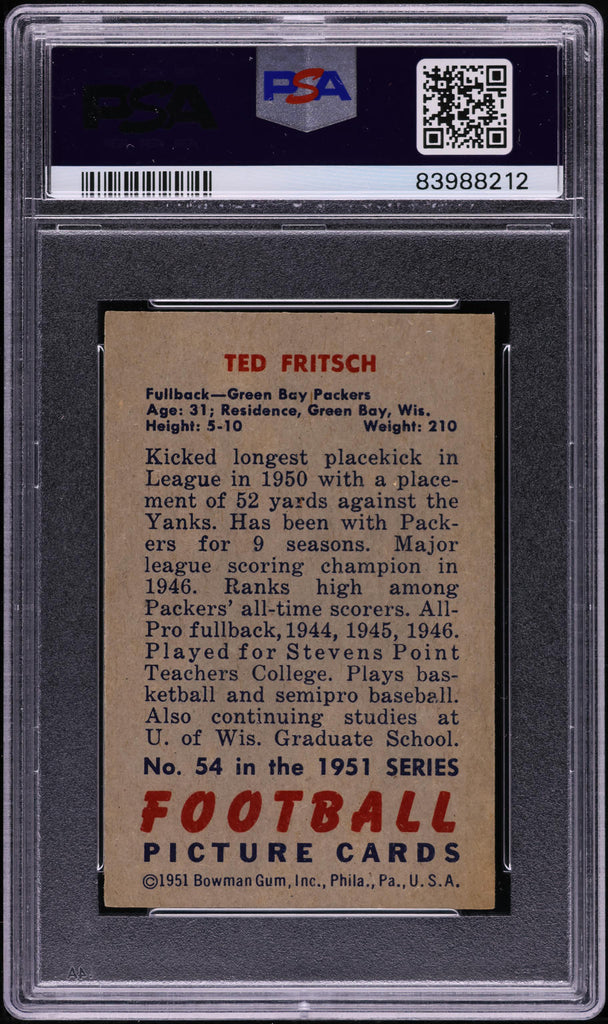 PSA
PSA
83988212
TED FRITSCH
Fullback—Green Bay Packers
Age: 31; Residence, Green Bay, Wis.
Height: 5-10 Weight: 210
Kicked longest placekick in
League in 1950 with a place-
ment of 52 yards against the
Yanks. Has been with Pack-
ers for 9 seasons. Major
league scoring champion in
1946. Ranks high among
Packers' all-time scorers. All-
Pro fullback, 1944, 1945, 1946.
Played for Stevens Point
Teachers College. Plays bas-
ketball and semipro baseball.
Also continuing studies at
U. of Wis. Graduate School.
No. 54 in the 1951 SERIES
FOOTBALL
PICTURE CARDS
©1951 Bowman Gum, Inc., Phila., Pa., U. S. A.